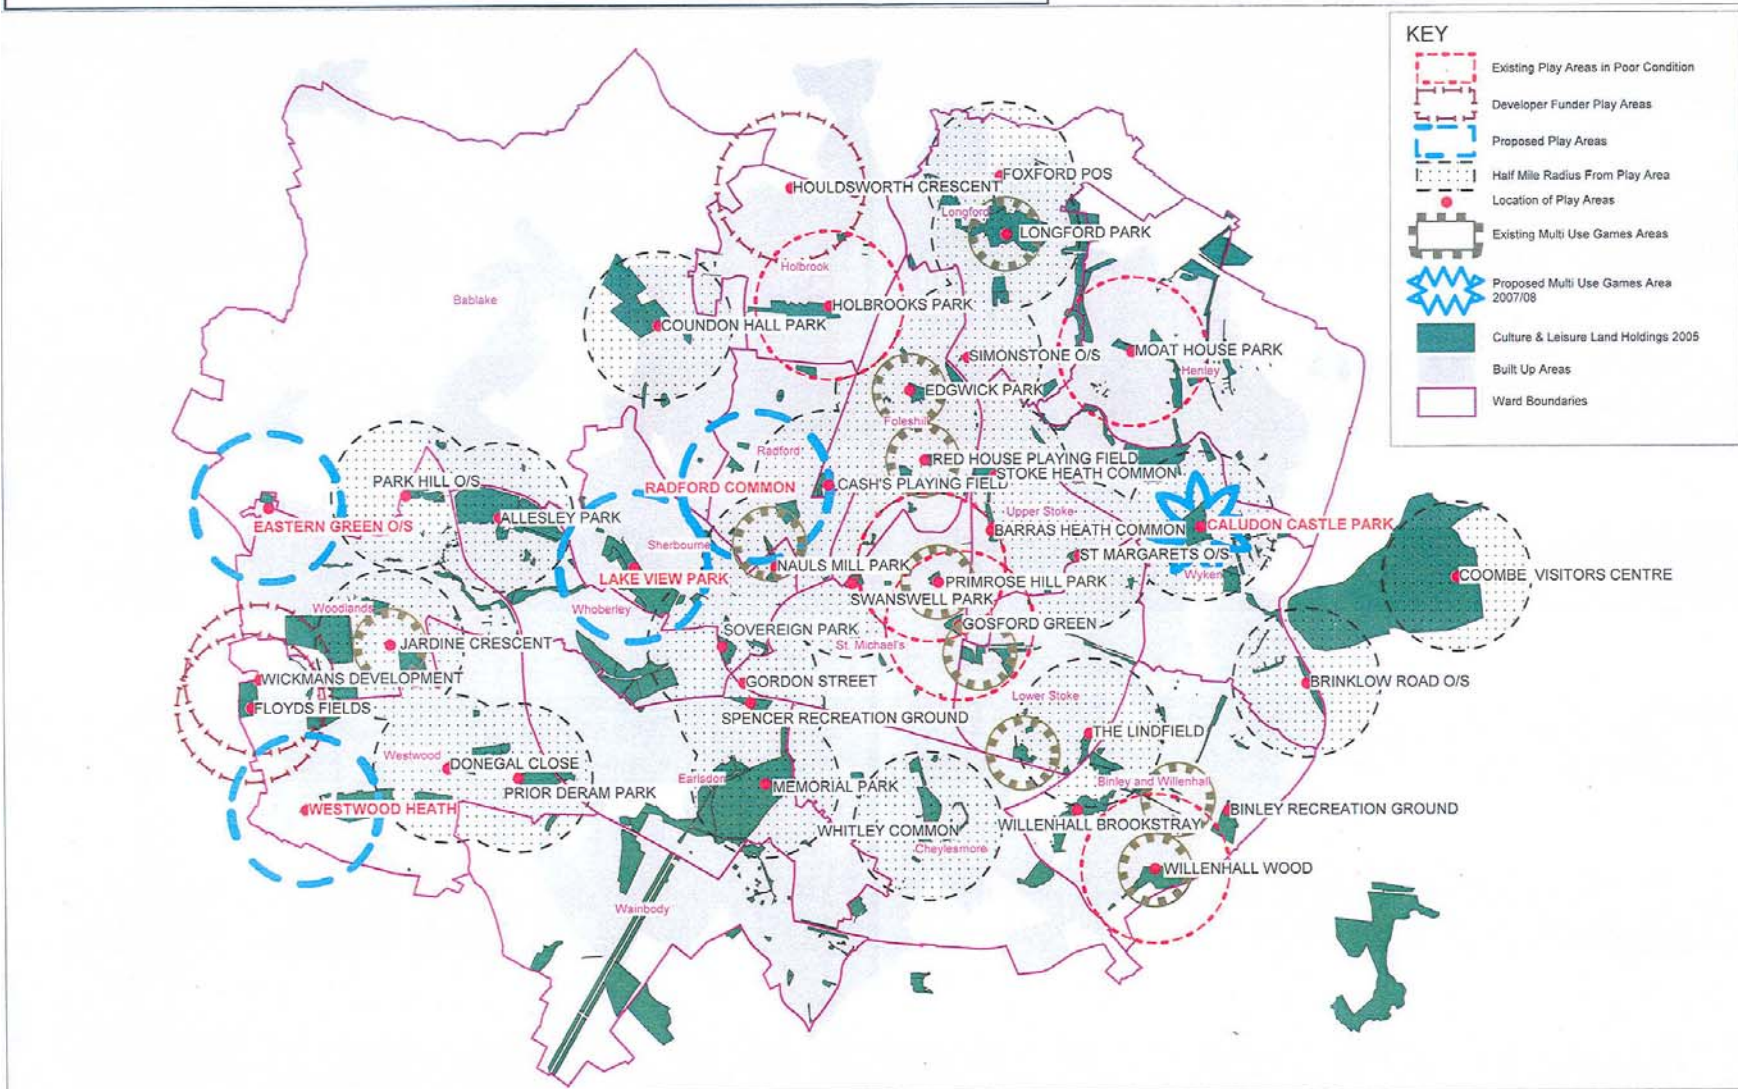 KEY
Existing Play Areas in Poor Condition
Developer Funder Play Areas
Proposed Play Areas
Half Mile Radius From Play Area
Location of Play Areas
Existing Multi Use Games Areas
Proposed Multi Use Games Area
2007/08
Culture & Leisure Land Holdings 2005
Built Up Areas
Ward Boundaries
FOXFORD POS
HOULDSWORTH CRESCENT
Longford
LONGFORD PARK
Holbrook
Bablake
HOLBROOKS PARK
COUNDON HALL PARK
MOAT HOUSE PARK
SIMONSTONE O/S
Henley
EDGWICK PARK
Foleshill
Radford
RED HOUSE PLAYING FIELD
STOKE HEATH COMMON
PARK HILL O/S
CASH'S PLAYING FIELD
RADFORD COMMON
Upper Stoke
ALLESLEY PARK
EASTERN GREEN O/S
CALUDON CASTLE PARK
BARRAS HEATH COMMON
Sherbourne
ST MARGARETS O/S
NAULS MILL PARK
COOMBE VISITORS CENTRE
Wyken
LAKE VIEW PARK
PRIMROSE HILL PARK
SWANSWELL PARK
Woodlands
Whoberley
GOSFORD GREEN
SOVEREIGN PARK
JARDINE CRESCENT
St. Michael's
WICKMANS DEVELOPMENT
GORDON STREET
BRINKLOW ROAD O/S
Lower Stoke
FLOYDS FIELDS
SPENCER RECREATION GROUND
THE LINDFIELD
Westwood
DONEGAL CLOSE
Earlsdon
Binley and Willenhall
MEMORIAL PARK
PRIOR DERAM PARK
WESTWOOD HEATH
BINLEY RECREATION GROUND
WHITLEY COMMON
WILLENHALL BROOKSTRAY
Cheylesmore
WILLENHALL WOOD
Wainbody